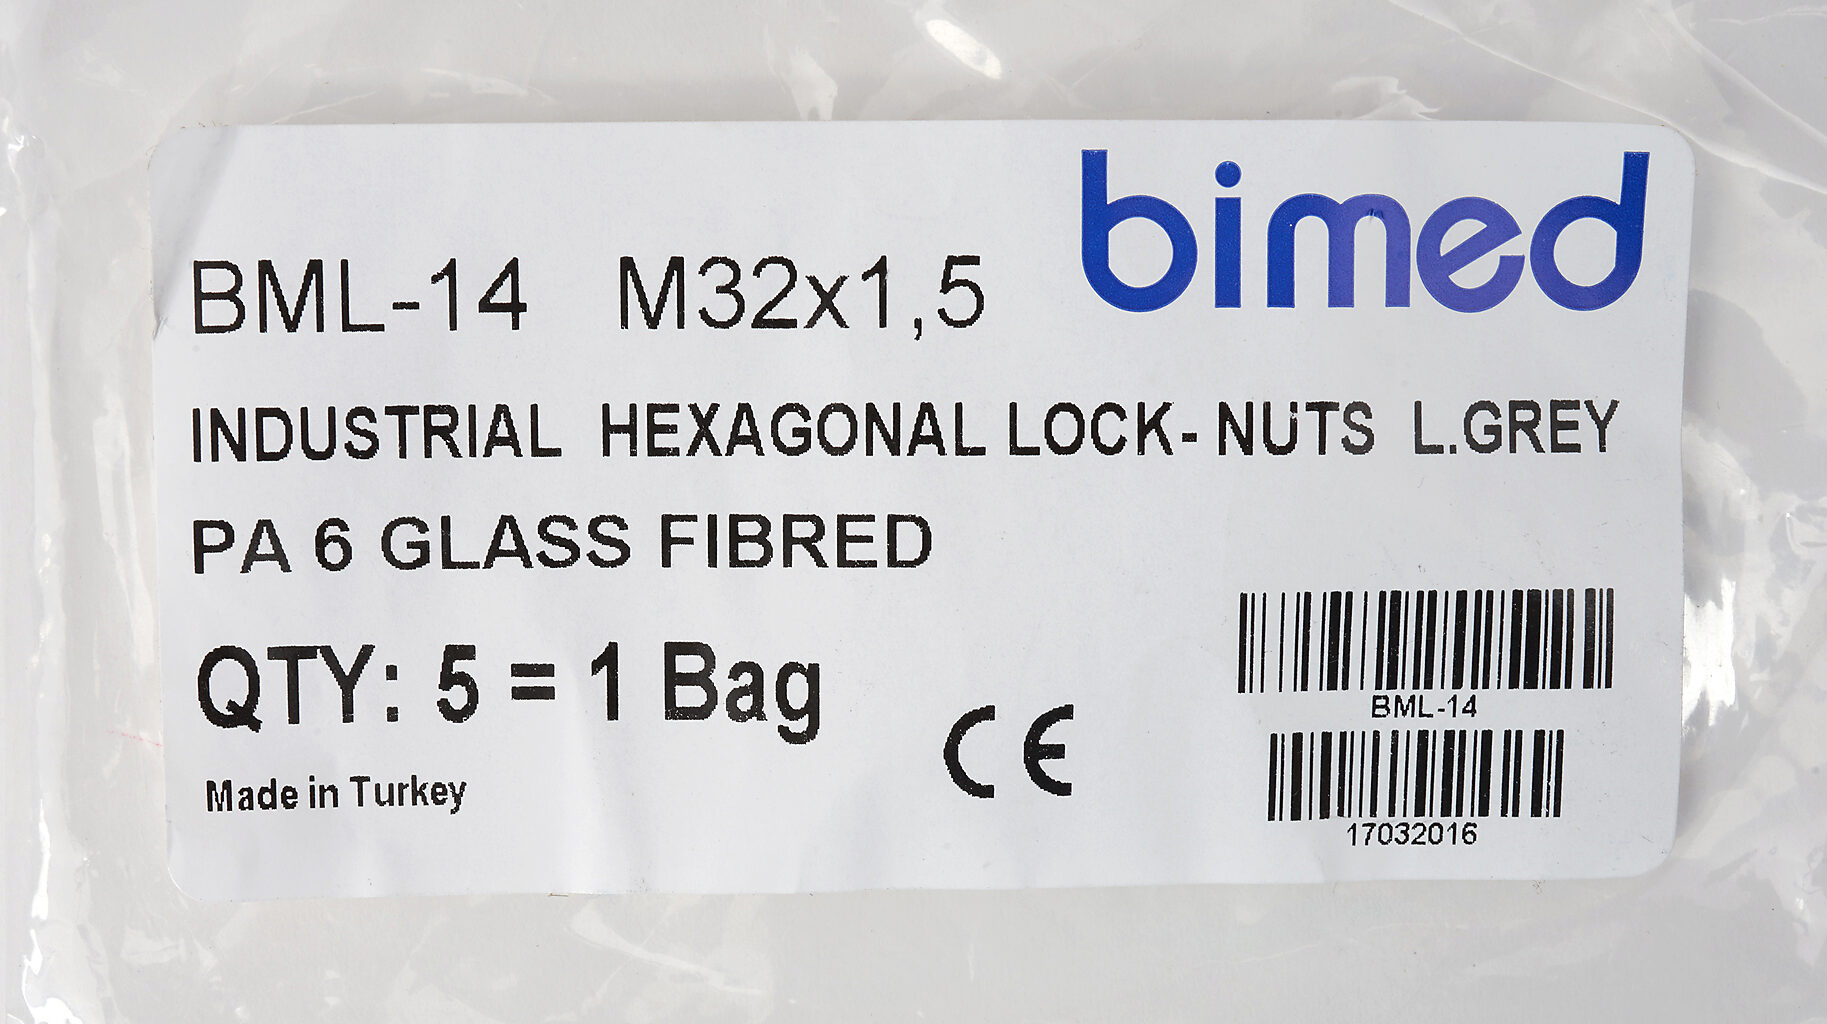 bimed
BML-14 M32x1,5
INDUSTRIAL HEXAGONAL LOCK- NUTS L.GREY
PA 6 GLASS FIBRED
QTY: 5 = 1 Bag
BML-14
CE
Made in Turkey
17032016